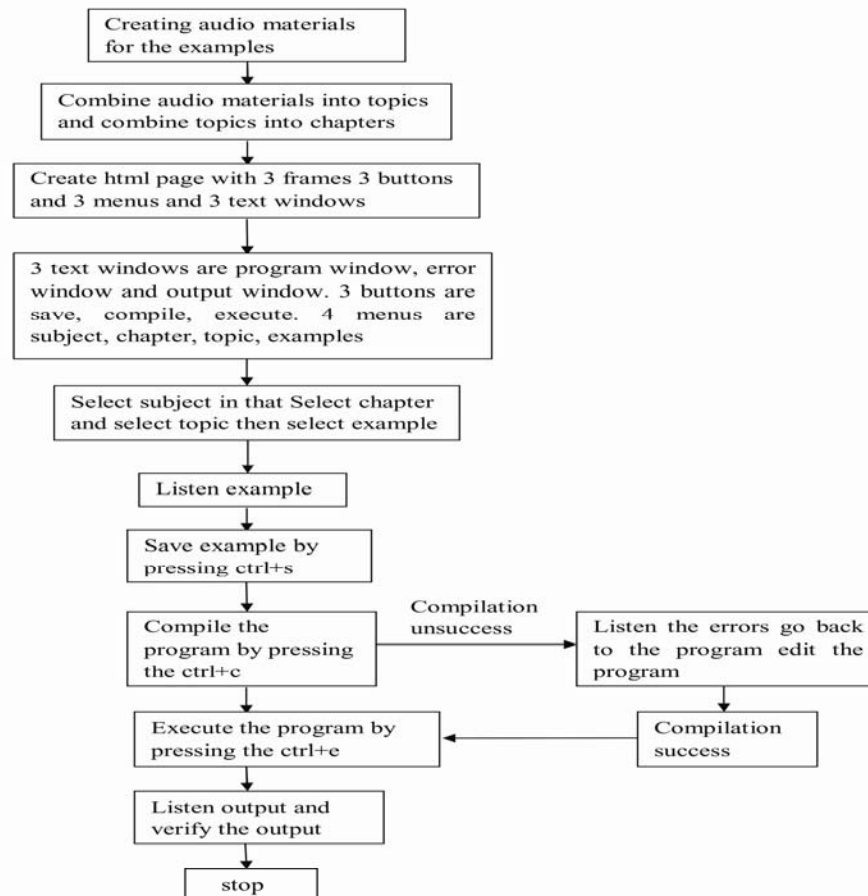 Creating audio materials
for the examples
Combine audio materials into topics
and combine topics into chapters
Create html page with 3 frames 3 buttons
and 3 menus and 3 text windows
3 text windows are program window, error
window and output window. 3 buttons are
save, compile, execute. 4 menus are
subject, chapter, topic, examples
Select subject in that Select chapter
and select topic then select example
Listen example
Save example by
pressing ctrl+s
Compile the
program by pressing
the ctrl+c
Compilation
unsuccess
Listen the errors go back
to the program edit the
program
Compilation
success
Execute the program by
pressing the ctrl+e
Listen output and
verify the output
stop